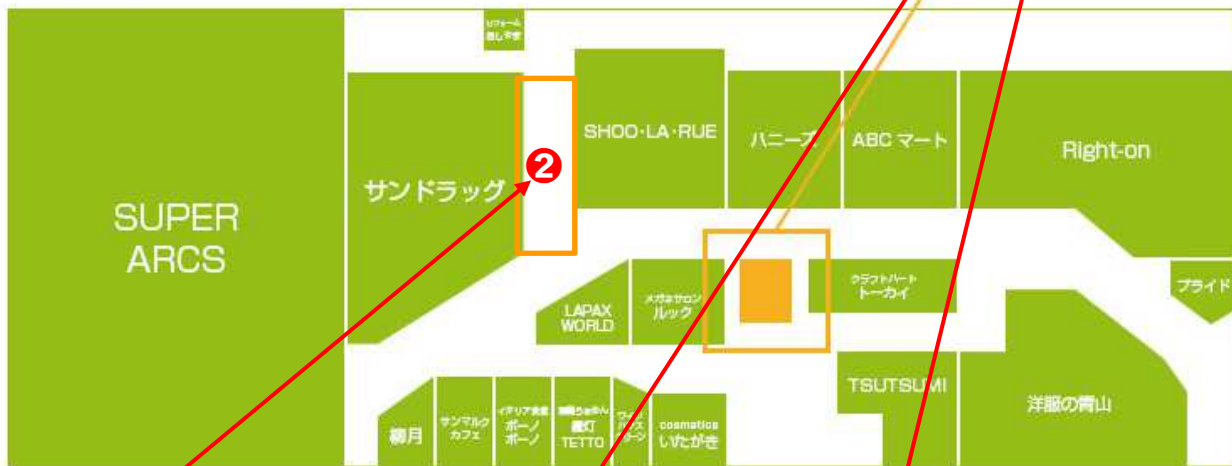 リフォーム
SUPER
ARCS
サンドラッグ
❷
SHOO・LA・RUE
ハニーズ
ABC マート
Right-on
LAPAX
WORLD
メガネサロン
ルック
クラフトハート
トーカイ
プライド
TSUTSUMI
洋服の青山
柳月
サンマルク
カフェ
イタリア食堂
ボーノ
ボーノ
TETTO
cosmetics
いたがき